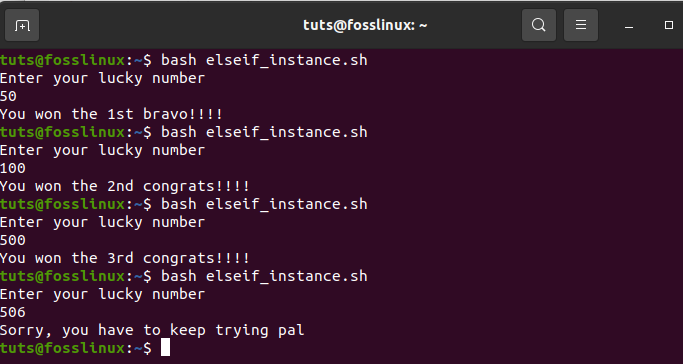 tuts@fosslinux: ~
tuts@fosslinux:~$ bash elseif_instance.sh
Enter your lucky number
50
You won the 1st bravo!!!!
tuts@fosslinux:~$ bash elseif_instance.sh
Enter your lucky number
100
You won the 2nd congrats!!!!
tuts@fosslinux:~$ bash elseif_instance.sh
Enter your lucky number
500
You won the 3rd congrats!!!!
tuts@fosslinux:~$ bash elseif_instance.sh
Enter your lucky number
506
Sorry, you have to keep trying pal
tuts@fosslinux:~$